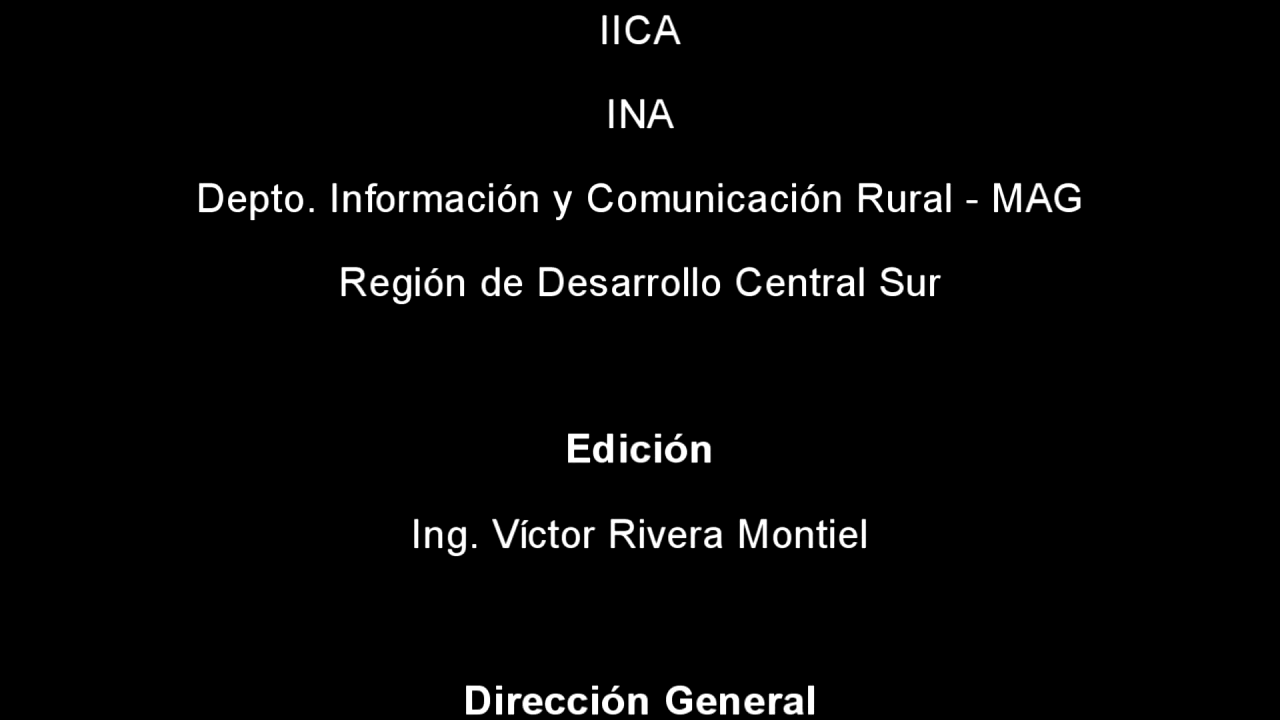 IICA
INA
Depto. Información y Comunicación Rural - MAG
Región de Desarrollo Central Sur
Edición
Ing. Víctor Rivera Montiel
Dirección General